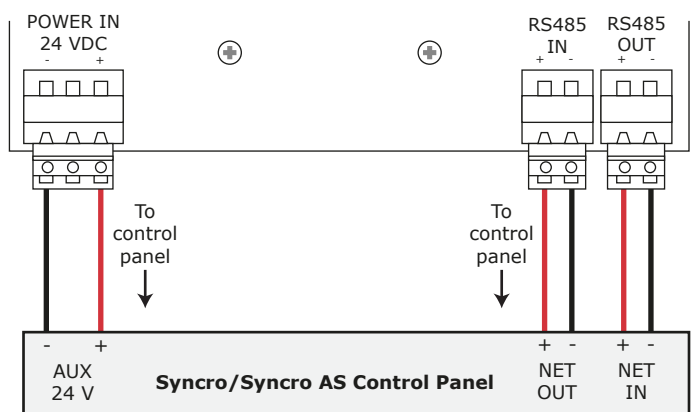 POWER IN
24 VDC
- +
RS485
IN
+ -
RS485
OUT
+ -
To
control
panel
To
control
panel
- +
AUX
24 V
Syncro/Syncro AS Control Panel
+ -
NET
OUT
+ -
NET
IN